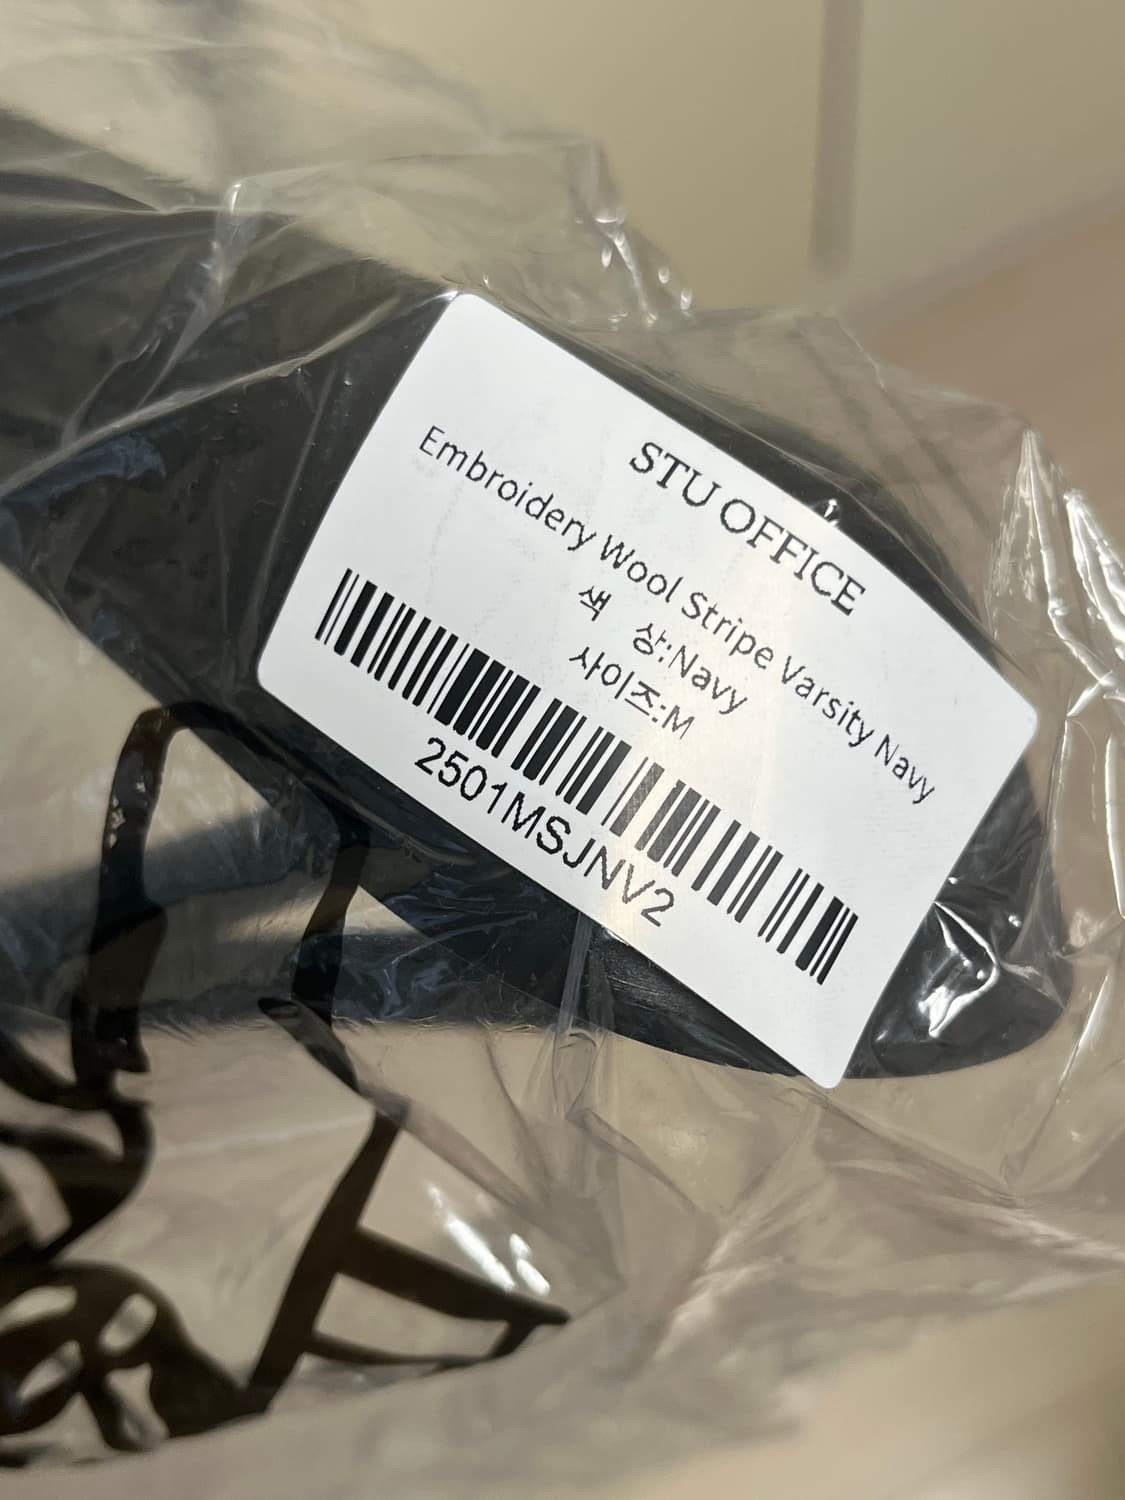 STU OFFICE
Embroidery Wool Stripe Varsity Navy
색 상:Navy
사이즈:M
2501MSJNV2